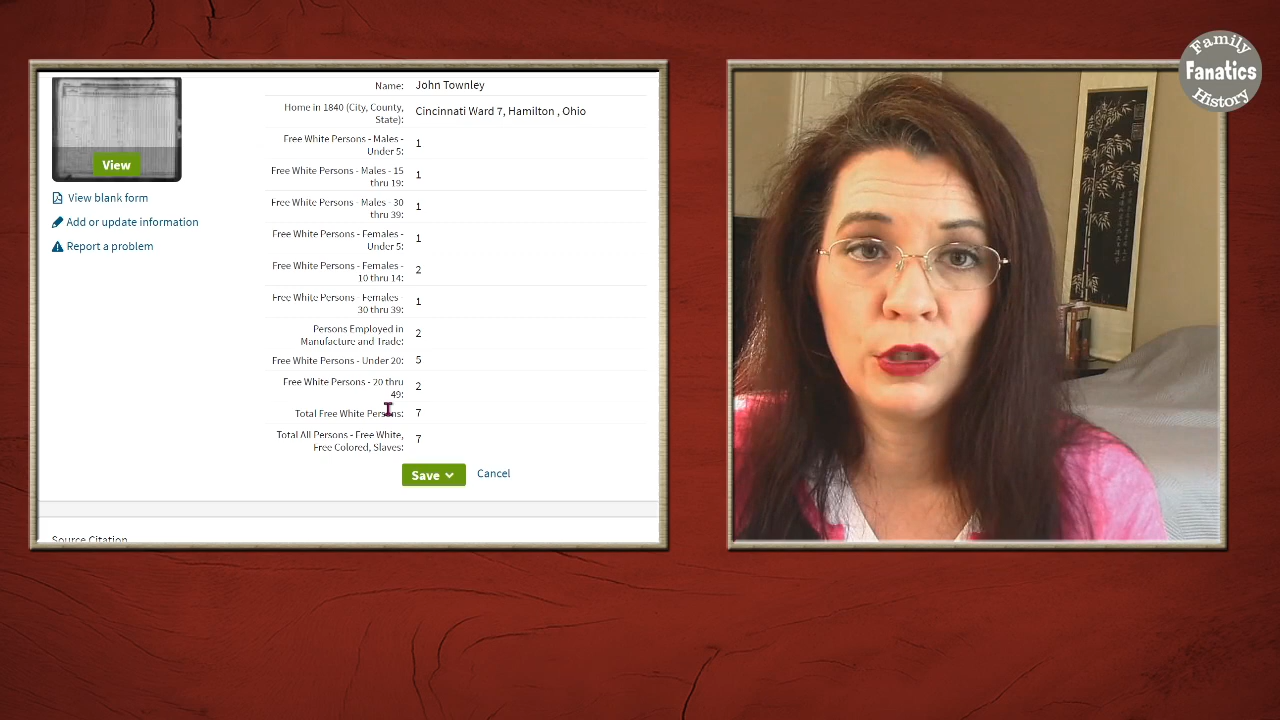 Name: John Townley
Home in 1840 (City, County, Cincinnati Ward 7, Hamilton , Ohio
State):
Free White Persons - Males - 1
Under 5:
Free White Persons - Males - 15 1
thru 19:
Free White Persons - Males - 30 1
thru 39:
Free White Persons - Females - 1
Under 5:
Free White Persons - Females - 2
10 thru 14:
Free White Persons - Females - 1
30 thru 39:
Persons Employed in 2
Manufacture and Trade:
Free White Persons - Under 20: 5
Free White Persons - 20 thru 2
49:
Total Free White Persons: 7
Total All Persons - Free White, 7
Free Colored, Slaves:
Save
Cancel
View
View blank form
Add or update information
Report a problem
Source Citation
Family
Fanatics
History